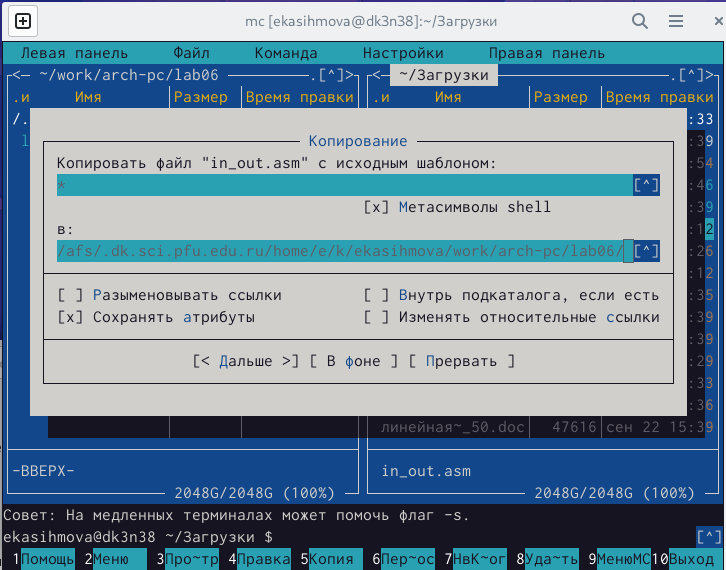 mc [ekasihmova@dk3n38]:~/Загрузки
Левая панель Файл Команда Настройки Правая панель
<— ~/work/arch-pc/lab06 .[^]> <— ~/Загрузки .[^]>
.и Имя Размер Время правки .и Имя Размер Время правки
/. :33
l :39
Копирование
Копировать файл "in_out.asm" с исходным шаблоном: :54
* [^] :46
[x] Метасимволы shell :39
в: :12
/afs/.dk.sci.pfu.edu.ru/home/e/k/ekasihmova/work/arch-pc/lab06/ [^] :26
:12
[ ] Разыменовывать ссылки [ ] Внутрь подкаталога, если есть :35
[x] Сохранять атрибуты [ ] Изменять относительные ссылки :39
:39
[< Дальше >] [ В фоне ] [ Прервать ] :29
:33
:36
линейная~_50.doc 47616 сен 22 15:39
-ВВЕРХ- in_out.asm
2048G/2048G (100%) 2048G/2048G (100%)
Совет: На медленных терминалах может помочь флаг -s.
ekasihmova@dk3n38 ~/Загрузки $ [^]
1Помощь 2Меню 3Про~тр 4Правка 5Копия 6Пер~ос 7НвК~ог 8Уда~ть 9МенюMC 10Выход